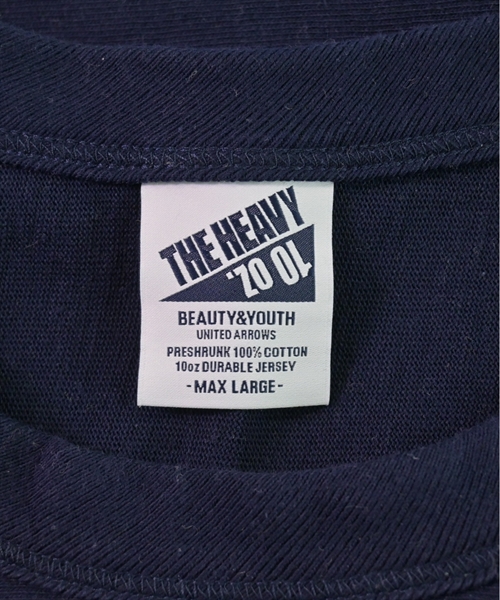 THE HEAVY
10 OZ.
BEAUTY&YOUTH
UNITED ARROWS
PRESHRUNK 100% COTTON
10oz DURABLE JERSEY
-MAX LARGE-